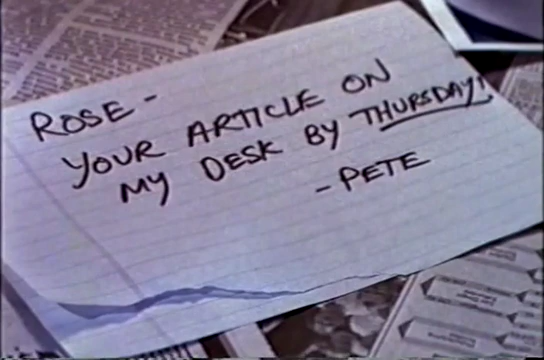 ROSE -
YOUR ARTICLE ON
MY DESK BY THURSDAY!
- PETE